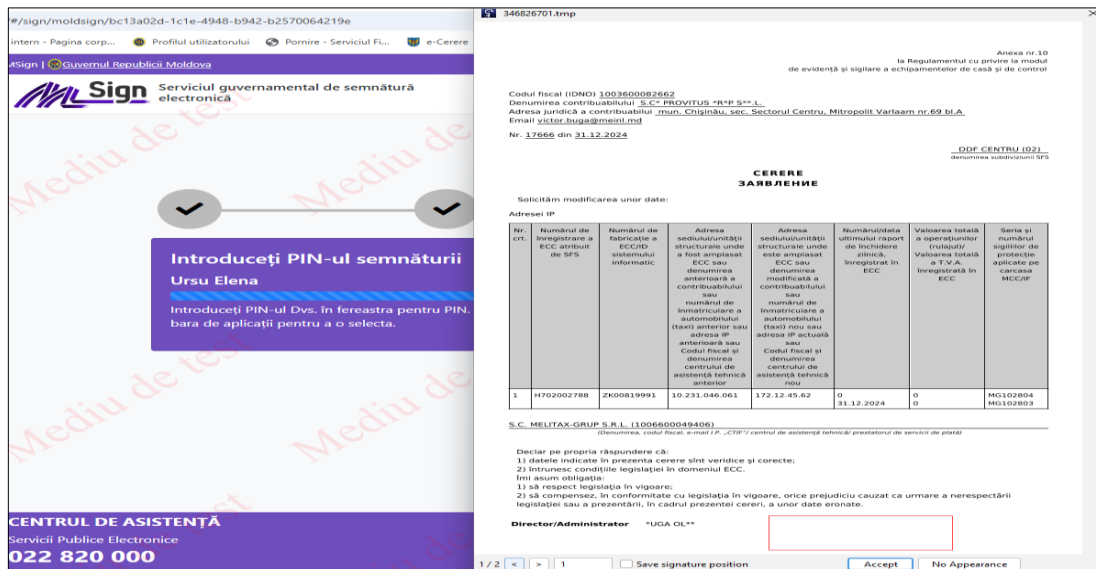 /#/sign/moldsign/bc13a02d-1c1e-4948-b942-b2570064219e
intern - Pagina corp...
Profilul utilizatorului
Pornire - Serviciul Fi...
e-Cerere
MSign | Guvernul Republicii Moldova
Sign
Serviciul guvernamental de semnătură
electronică
Mediu de test
Mediu de test
Mediu de test
Mediu de test
Introduceți PIN-ul semnăturii
Ursu Elena
Introduceți PIN-ul Dvs. în fereastra pentru PIN.
bara de aplicații pentru a o selecta.
CENTRUL DE ASISTENȚĂ
Servicii Publice Electronice
022 820 000
346826701.tmp
Anexa nr.10
la Regulamentul cu privire la modul
de evidență și sigilare a echipamentelor de casă și de control
Codul fiscal (IDNO) 1003600082662
Denumirea contribuabilului S.C* PROVITUS *R*P S**.L.
Adresa juridică a contribuabilui mun. Chișinău, sec. Sectorul Centru, Mitropolit Varlaam nr.69 bl.A
Email victor.buga@meinl.md
Nr. 17666 din 31.12.2024
DDF CENTRU (02)
denumirea subdiviziunii SFS
CERERE
ЗАЯВЛЕНИЕ
Solicităm modificarea unor date:
Adresei IP
Nr.
crt.
Numărul de
înregistrare a
ECC atribuit
de SFS
Numărul de
fabricație a
ECC/ID
sistemului
informatic
Adresa
sediului/unității
structurale unde
a fost amplasat
ECC sau
denumirea
anterioară a
contribuabilului
sau
numărul de
înmatriculare a
automobilului
(taxi) anterior sau
adresa IP
anterioară sau
Codul fiscal și
denumirea
centrului de
asistență tehnică
anterior
Adresa
sediului/unității
structurale unde
este amplasat
ECC sau
denumirea
modificată a
contribuabilului
sau
numărul de
înmatriculare a
automobilului
(taxi) nou sau
adresa IP actuală
sau
Codul fiscal și
denumirea
centrului de
asistență tehnică
nou
Numărul/data
ultimului raport
de închidere
zilnică,
înregistrat în
ECC
Valoarea totală
a operațiunilor
(rulajul)/
Valoarea totală
a T.V.A.
înregistrată în
ECC
Seria și
numărul
sigiliilor de
protecție
aplicate pe
carcasa
MCC/IF
1
H702002788
ZK00819991
10.231.046.061
172.12.45.62
0
31.12.2024
0
0
MG102804
MG102803
S.C. MELITAX-GRUP S.R.L. (1006600049406)
(Denumirea, codul fiscal, e-mail I.P. „CTIF”/ centrul de asistență tehnică/ prestatorul de servicii de plată)
Declar pe propria răspundere că:
1) datele indicate în prezenta cerere sînt veridice și corecte;
2) întrunesc condițiile legislației în domeniul ECC.
Îmi asum obligația:
1) să respect legislația în vigoare;
2) să compensez, în conformitate cu legislația în vigoare, orice prejudiciu cauzat ca urmare a nerespectării
legislației sau a prezentării, în cadrul prezentei cereri, a unor date eronate.
Director/Administrator *UGA OL**
1 / 2 < > 1 Save signature position Accept No Appearance